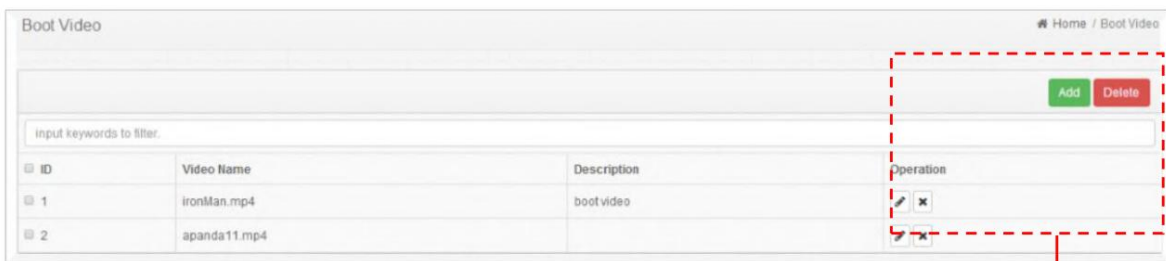 Boot Video
Home / Boot Video
Add Delete
input keywords to filter.
ID Video Name Description Operation
1 ironMan.mp4 boot video
2 apanda11.mp4